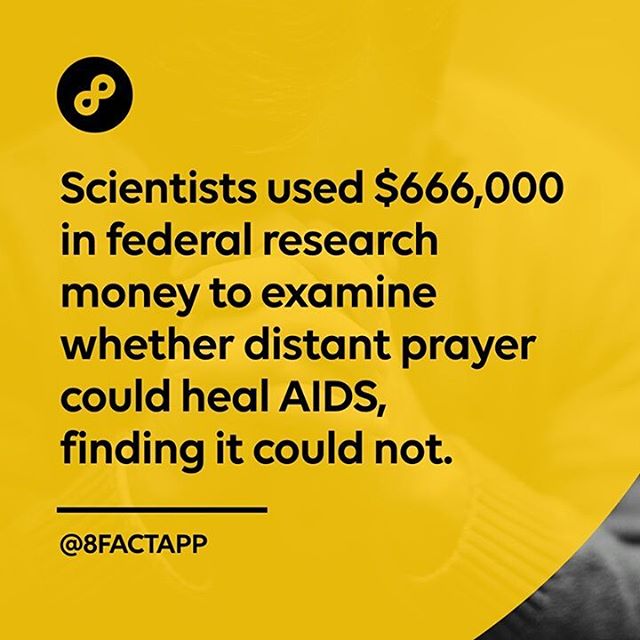 Scientists used $666,000
in federal research
money to examine
whether distant prayer
could heal AIDS,
finding it could not.
@8FACTAPP